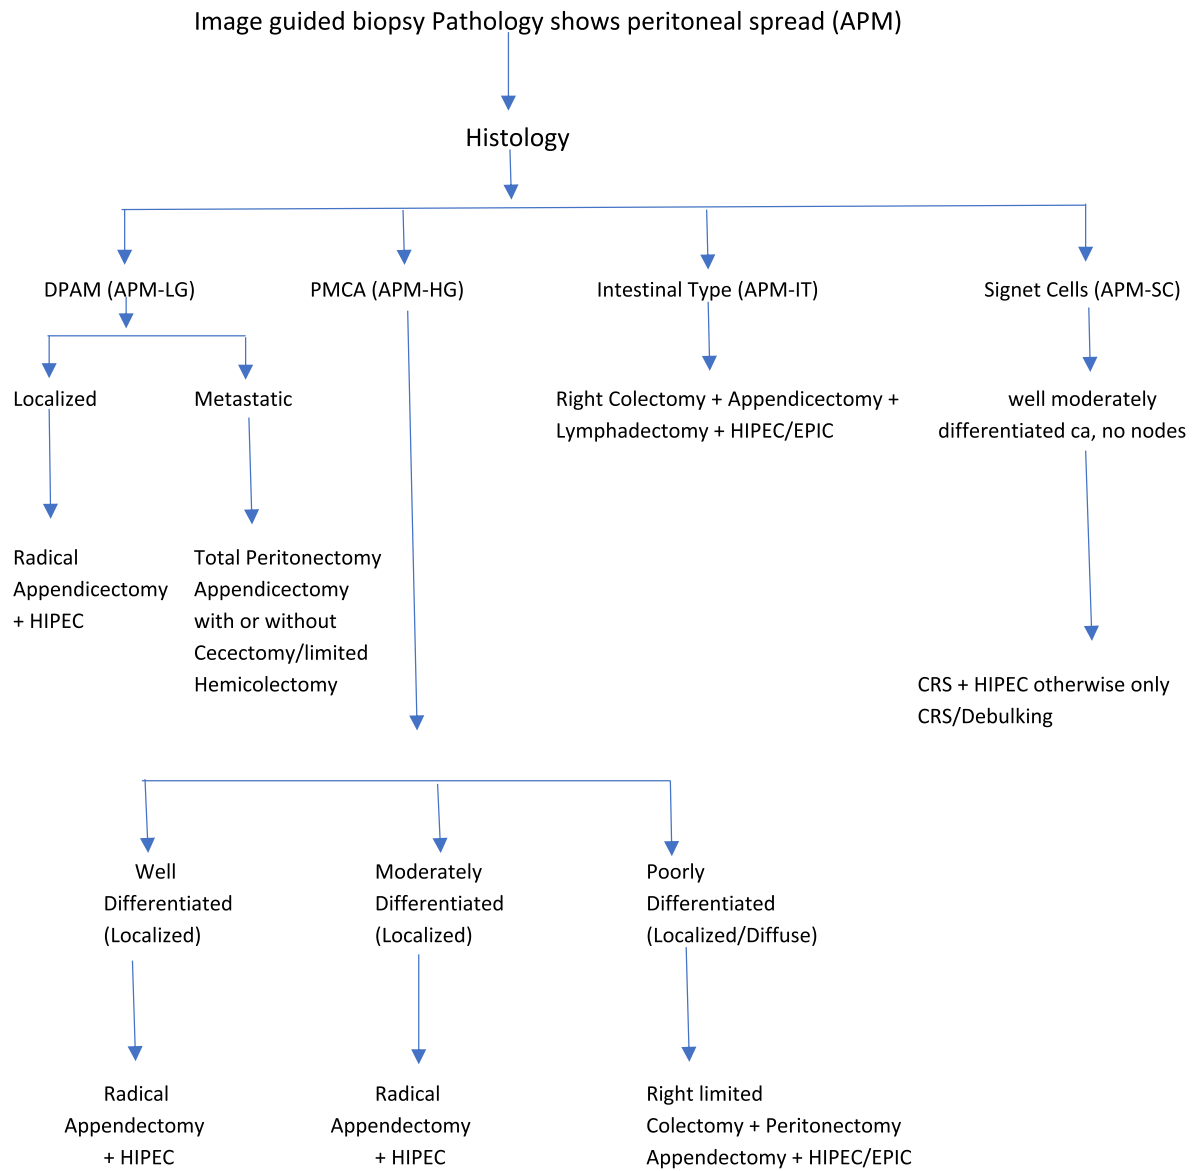 Image guided biopsy Pathology shows peritoneal spread (APM)
Histology
DPAM (APM-LG)
PMCA (APM-HG)
Intestinal Type (APM-IT)
Signet Cells (APM-SC)
Localized
Metastatic
Right Colectomy + Appendicectomy +
Lymphadectomy + HIPEC/EPIC
well moderately
differentiated ca, no nodes
Radical
Appendicectomy
+ HIPEC
Total Peritonectomy
Appendicectomy
with or without
Cecectomy/limited
Hemicolectomy
CRS + HIPEC otherwise only
CRS/Debulking
Well
Differentiated
(Localized)
Moderately
Differentiated
(Localized)
Poorly
Differentiated
(Localized/Diffuse)
Radical
Appendectomy
+ HIPEC
Radical
Appendectomy
+ HIPEC
Right limited
Colectomy + Peritonectomy
Appendectomy + HIPEC/EPIC